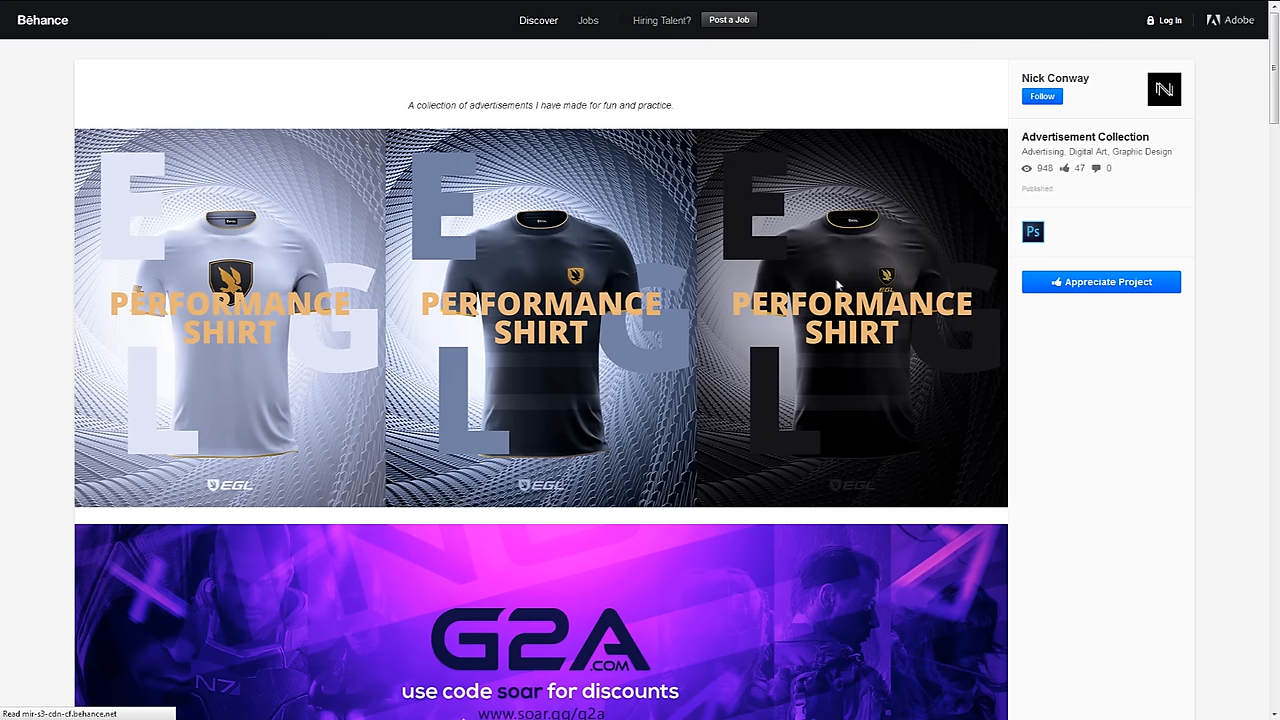 Bēhance
Discover
Jobs
Hiring Talent?
Post a Job
Log In
Adobe
A collection of advertisements I have made for fun and practice.
Nick Conway
Follow
Advertisement Collection
Advertising, Digital Art, Graphic Design
948
47
0
Published:
Ps
Appreciate Project
E
G
L
PERFORMANCE
SHIRT
EGL
E
G
L
PERFORMANCE
SHIRT
EGL
E
G
L
EGL
PERFORMANCE
SHIRT
EGL
N7
G2A
.COM
use code soar for discounts
www.soar.gg/g2a
Read mir-s3-cdn-cf.behance.net